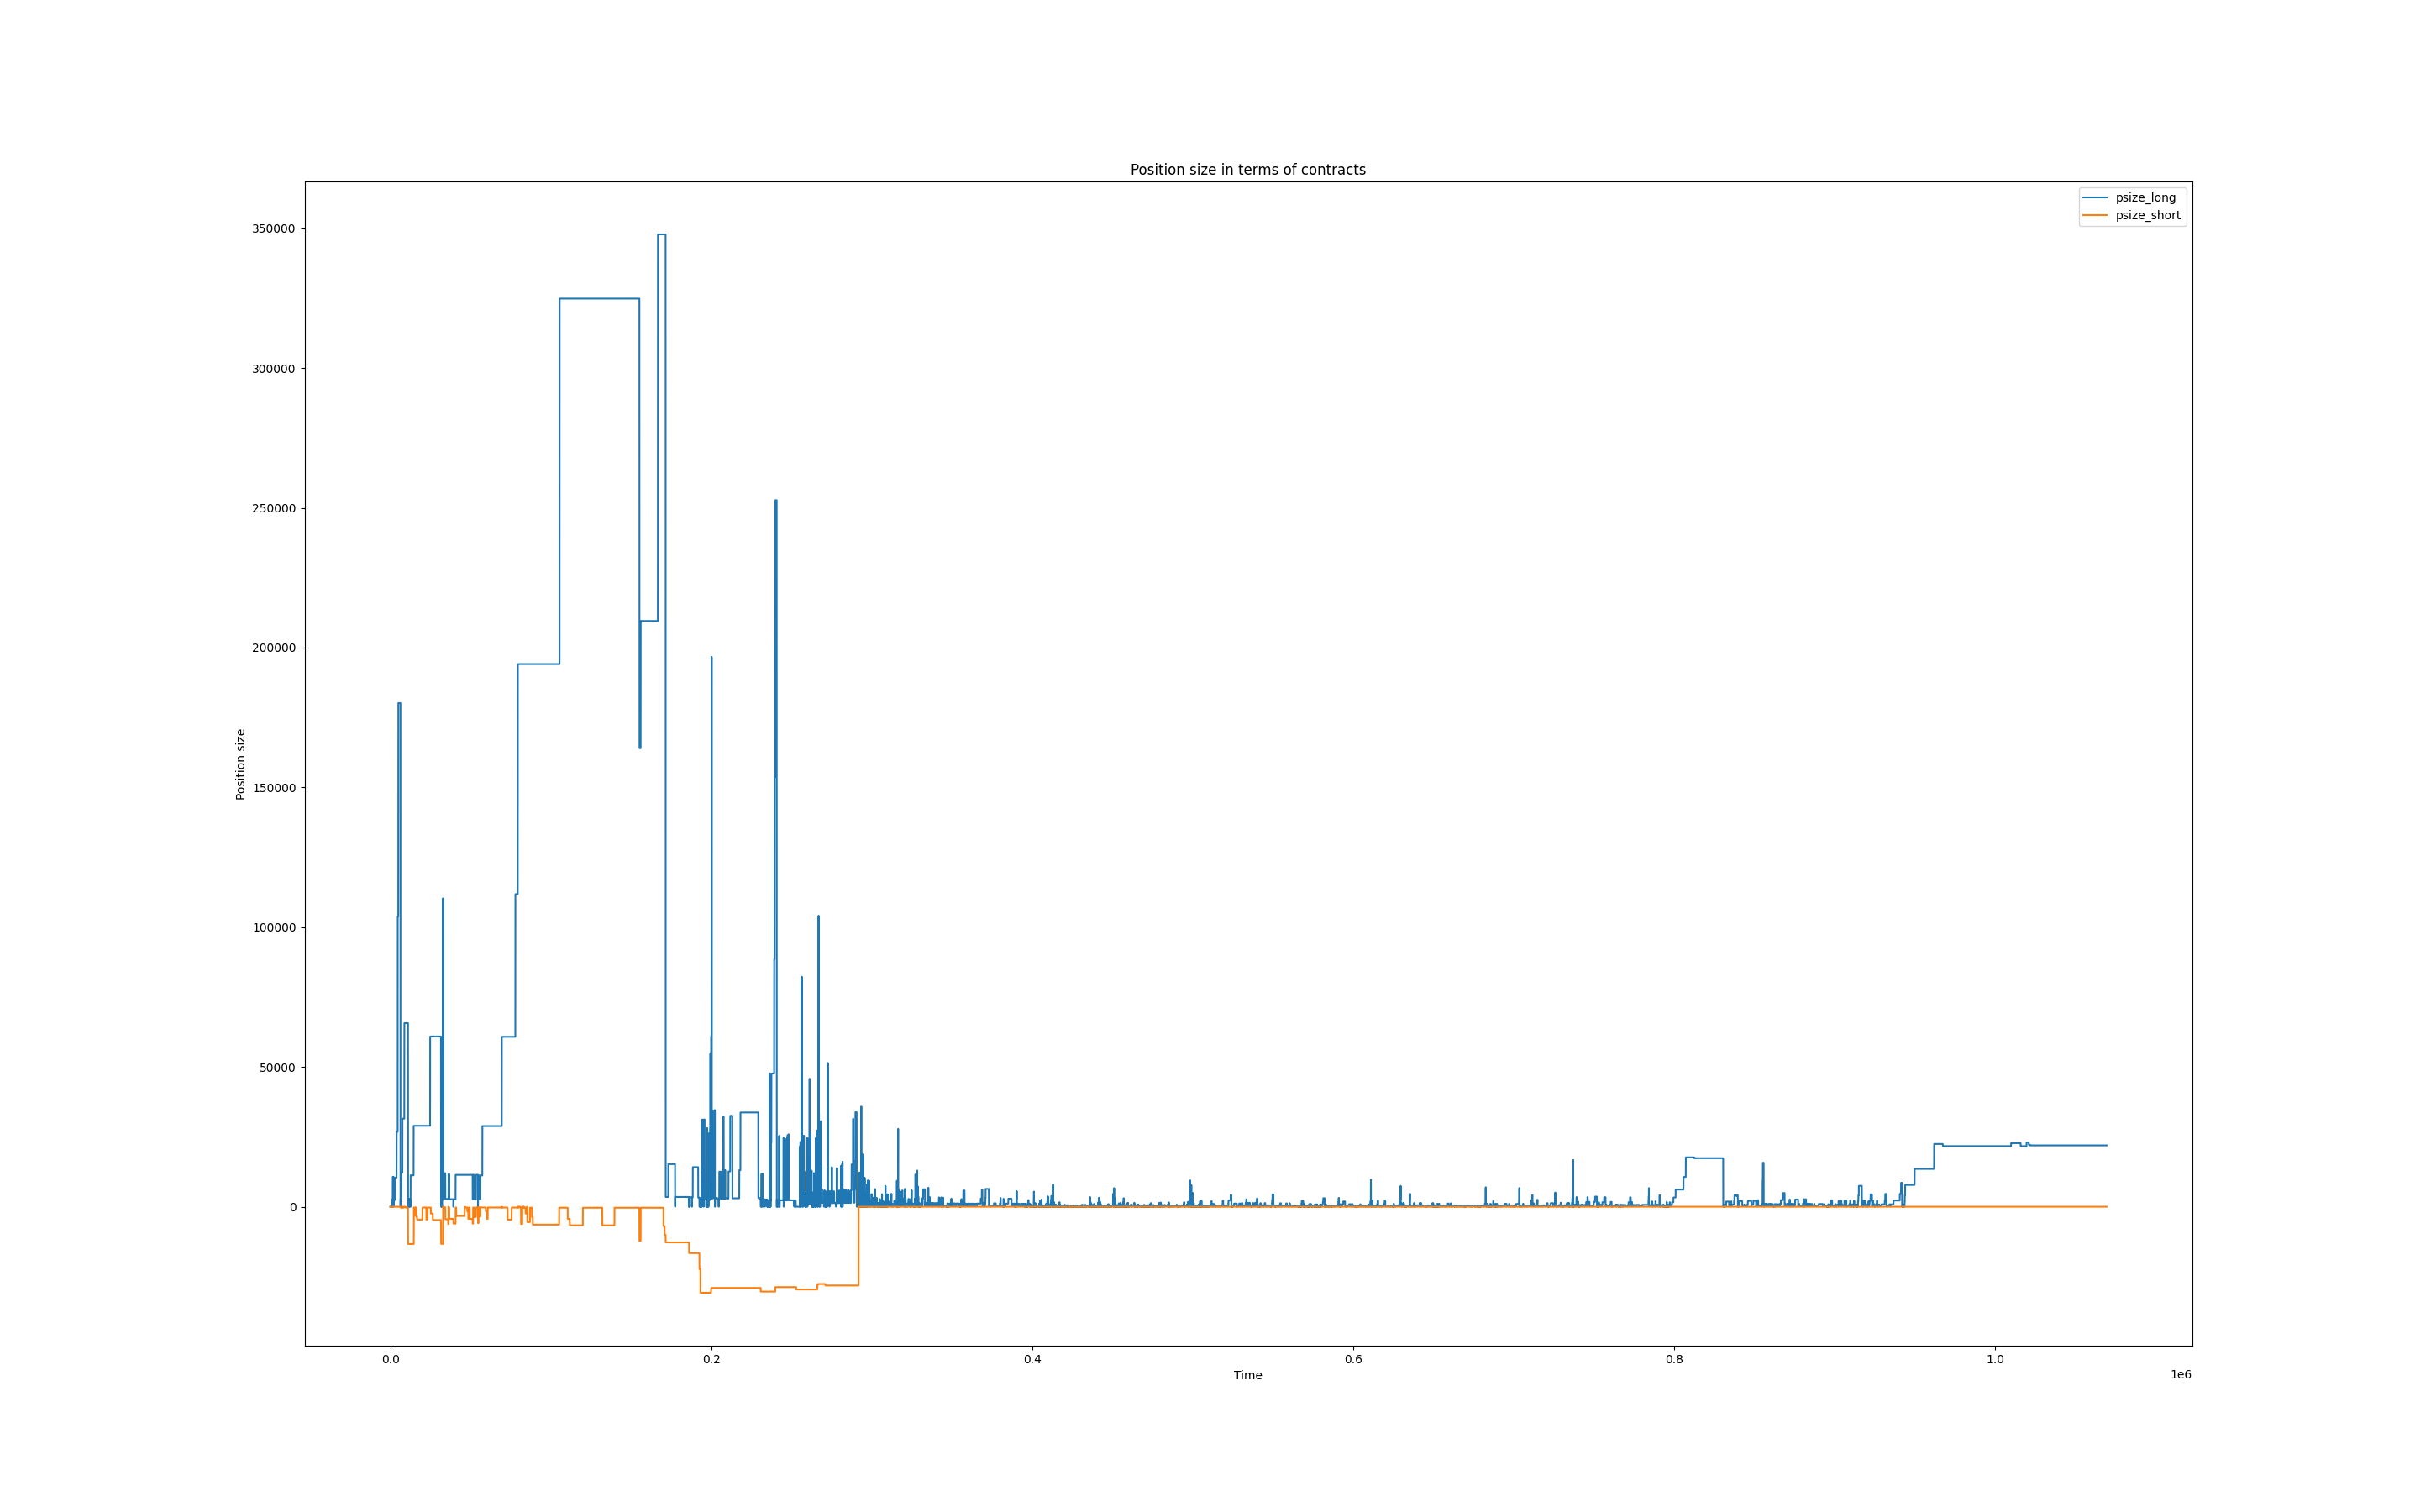 Position size in terms of contracts
psize_long
psize_short
350000
300000
250000
200000
150000
100000
50000
0
Position size
0.0 0.2 0.4 0.6 0.8 1.0
Time
1e6